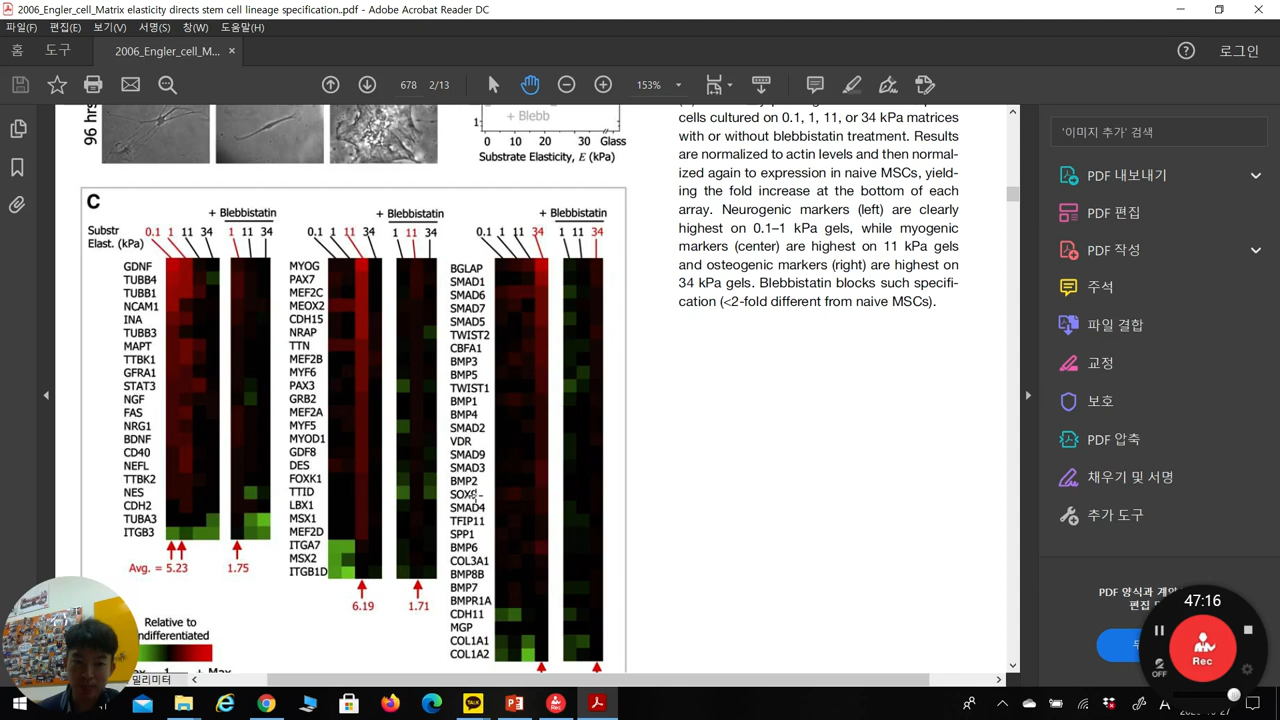 2006_Engler_cell_Matrix elasticity directs stem cell lineage specification..pdf - Adobe Acrobat Reader DC
파일(F) 편집(E) 보기(V) 서명(S) 창(W) 도움말(H)
홈 도구 2006_Engler_cell_M... × 로그인
678 2/13 153%
96 hrs
+ Blebb
1
0 10 20 30 Glass
Substrate Elasticity, E (kPa)
cells cultured on 0.1, 1, 11, or 34 kPa matrices
with or without blebbistatin treatment. Results
are normalized to actin levels and then normal-
ized again to expression in naive MSCs, yield-
ing the fold increase at the bottom of each
array. Neurogenic markers (left) are clearly
highest on 0.1–1 kPa gels, while myogenic
markers (center) are highest on 11 kPa gels
and osteogenic markers (right) are highest on
34 kPa gels. Blebbistatin blocks such specifi-
cation (<2-fold different from naive MSCs).
C
+ Blebbistatin
Substr
Elast. (kPa)
0.1 1 11 34 1 11 34
GDNF
TUBB4
TUBB1
NCAM1
INA
TUBB3
MAPT
TTBK1
GFRA1
STAT3
NGF
FAS
NRG1
BDNF
CD40
NEFL
TTBK2
NES
CDH2
TUBA3
ITGB3
Avg. = 5.23 1.75
+ Blebbistatin
0.1 1 11 34 1 11 34
MYOG
PAX7
MEF2C
MEOX2
CDH15
NRAP
TTN
MEF2B
MYF6
PAX3
GRB2
MEF2A
MYF5
MYOD1
GDF8
DES
FOXK1
TTID
LBX1
MSX1
MEF2D
ITGA7
MSX2
ITGB1D
6.19 1.71
+ Blebbistatin
0.1 1 11 34 1 11 34
BGLAP
SMAD1
SMAD6
SMAD7
SMAD5
TWIST2
CBFA1
BMP3
BMP5
TWIST1
BMP1
BMP4
SMAD2
VDR
SMAD9
SMAD3
BMP2
SMAD4
TFIP11
SPP1
BMP6
COL3A1
BMP8B
BMP7
BMPR1A
CDH11
MGP
COL1A1
COL1A2
Relative to
ndifferentiated
밀리미터
'이미지 추가' 검색
PDF 내보내기
PDF 편집
PDF 작성
주석
파일 결합
교정
보호
PDF 압축
채우기 및 서명
추가 도구
47:16
Rec
OFF
TALK
A